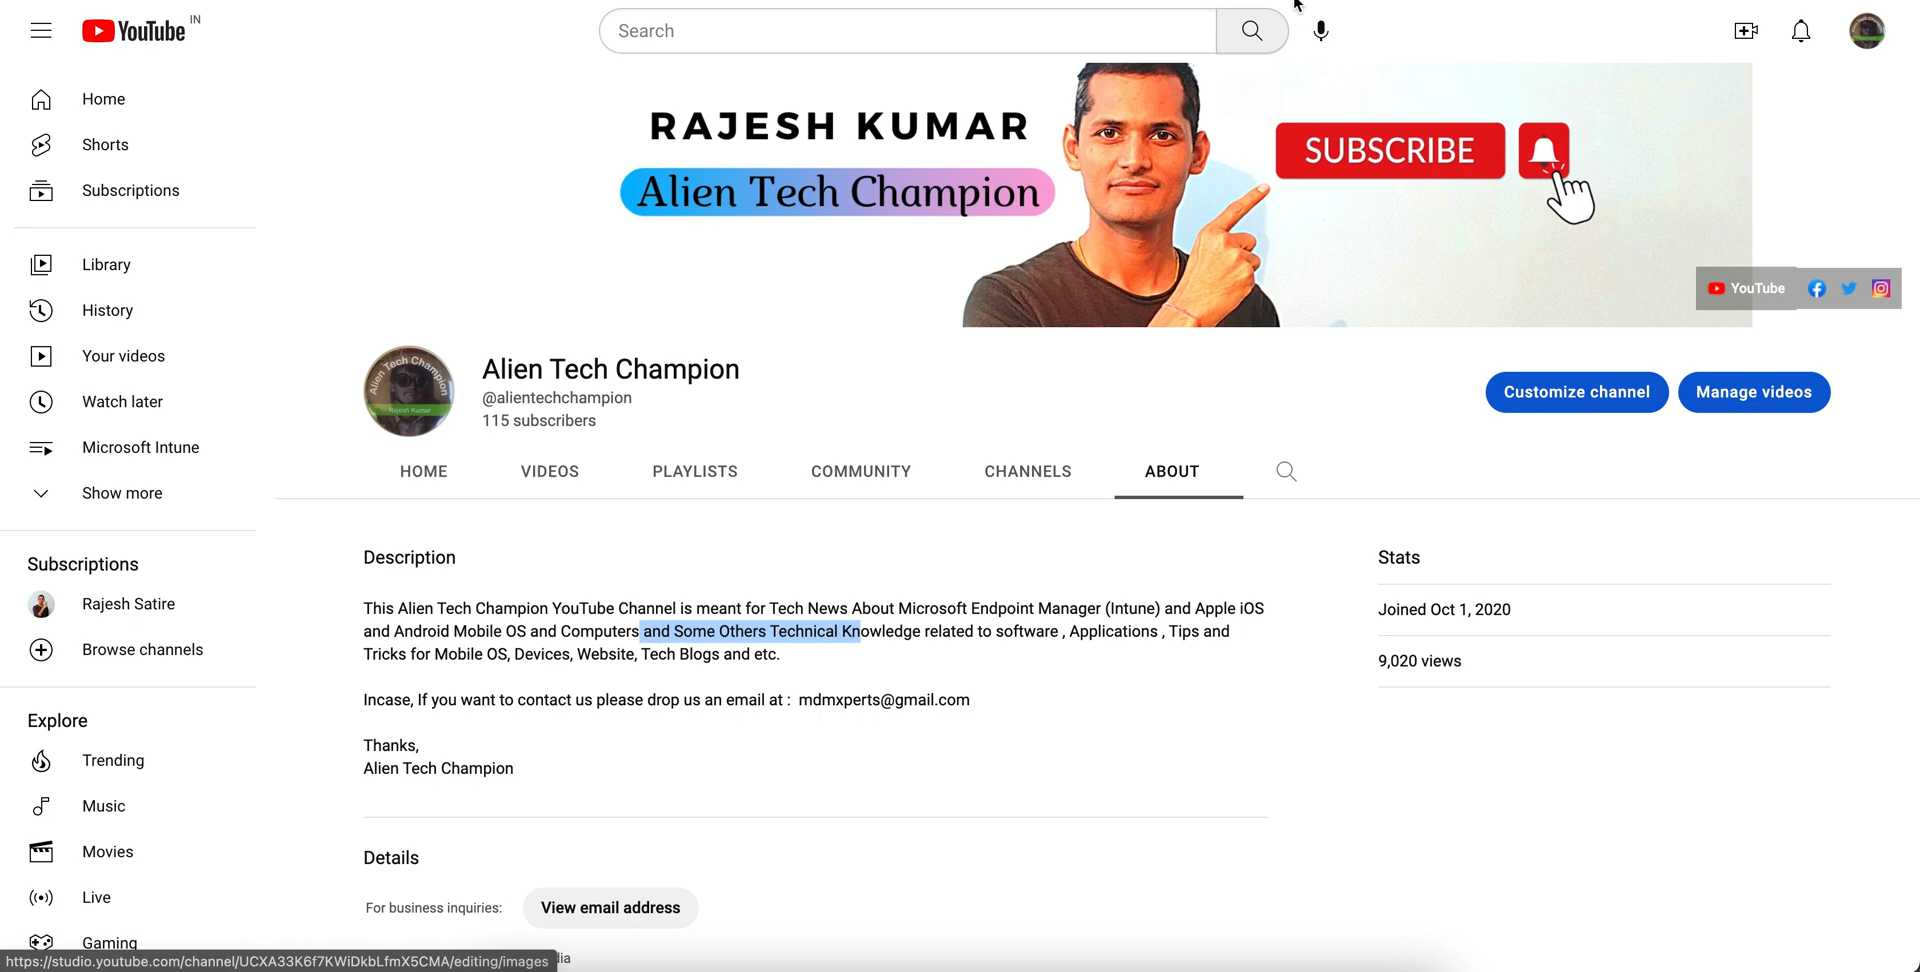 YouTube IN
Search
Home
Shorts
Subscriptions
Library
History
Your videos
Watch later
Microsoft Intune
Show more
Subscriptions
Rajesh Satire
Browse channels
Explore
Trending
Music
Movies
Live
Gaming
https://studio.youtube.com/channel/UCXA33K6f7KWiDkbLfmX5CMA/editing/images
RAJESH KUMAR
Alien Tech Champion
SUBSCRIBE
YouTube
Alien Tech Champion
Rajesh Kumar
Alien Tech Champion
@alientechchampion
115 subscribers
Customize channel
Manage videos
HOME VIDEOS PLAYLISTS COMMUNITY CHANNELS ABOUT
Description
This Alien Tech Champion YouTube Channel is meant for Tech News About Microsoft Endpoint Manager (Intune) and Apple iOS
and Android Mobile OS and Computers and Some Others Technical Knowledge related to software , Applications , Tips and
Tricks for Mobile OS, Devices, Website, Tech Blogs and etc.
Incase, If you want to contact us please drop us an email at : mdmxperts@gmail.com
Thanks,
Alien Tech Champion
Details
For business inquiries: View email address
Stats
Joined Oct 1, 2020
9,020 views